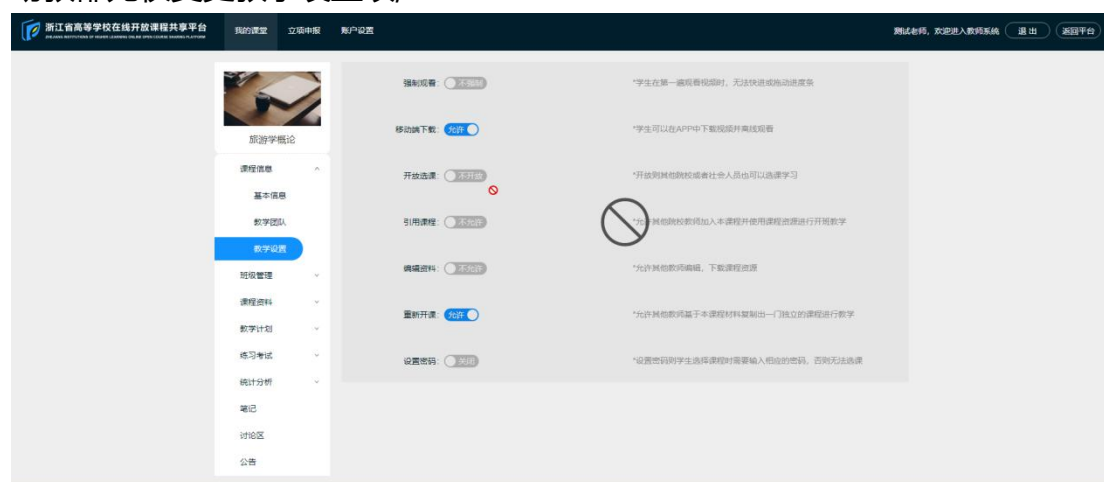 浙江省高等学校在线开放课程共享平台 我的课堂 立项申报 账户设置 测试老师，欢迎进入教师系统 退出 返回平台
ZHEJIANG INSTITUTIONS OF HIGHER LEARNING ONLINE OPEN COURSE SHARING PLATFORM
旅游学概论
课程信息
基本信息
教学团队
教学设置
班级管理
课程资料
教学计划
练习考试
统计分析
笔记
讨论区
公告
强制观看: 不强制 *学生在第一遍观看视频时，无法快进或拖动进度条
移动端下载: 允许 *学生可以在APP中下载视频并离线观看
开放选课: 不开放 *开放则其他院校或者社会人员也可以选课学习
引用课程: 不允许 *允许其他院校教师加入本课程并使用课程资源进行开班教学
编辑资料: 不允许 *允许其他教师编辑，下载课程资源
重新开课: 允许 *允许其他教师基于本课程材料复制出一门独立的课程进行教学
设置密码: 关闭 *设置密码则学生选择课程时需要输入相应的密码，否则无法选课